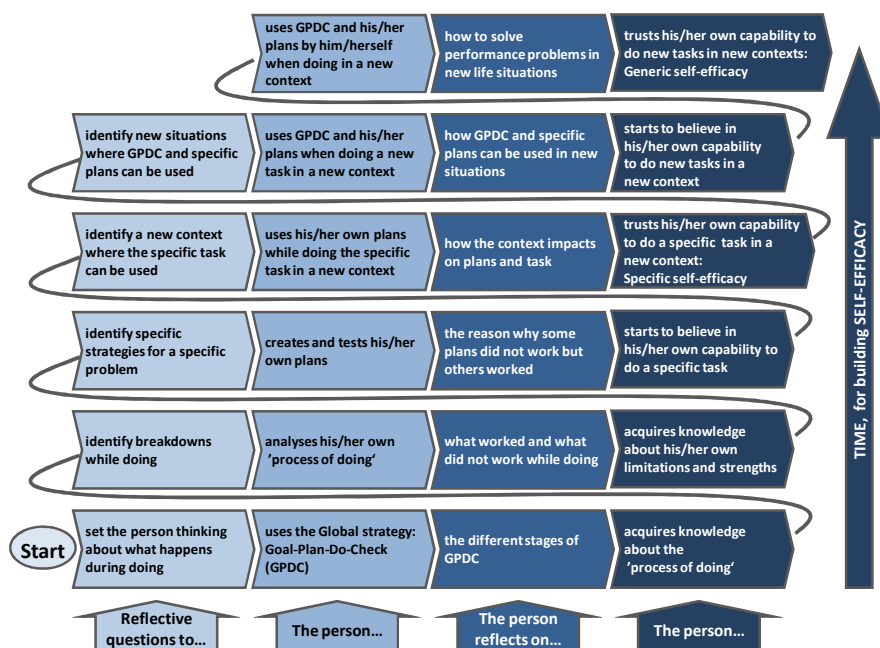 uses GPDC and his/her
plans by him/herself
when doing in a new
context
how to solve
performance problems in
new life situations
trusts his/her own capability to
do new tasks in new contexts:
Generic self-efficacy
identify new situations
where GPDC and specific
plans can be used
uses GPDC and his/her
plans when doing a new
task in a new context
how GPDC and specific
plans can be used in new
situations
starts to believe in
his/her own capability
to do new tasks in a
new context
identify a new context
where the specific task
can be used
uses his/her own plans
while doing the specific
task in a new context
how the context impacts
on plans and task
trusts his/her own capability
to do a specific task in a
new context:
Specific self-efficacy
identify specific
strategies for a specific
problem
creates and tests his/her
own plans
the reason why some
plans did not work but
others worked
starts to believe in
his/her own capability to
do a specific task
identify breakdowns
while doing
analyses his/her own
’process of doing‘
what worked and what
did not work while doing
acquires knowledge
about his/her own
limitations and strengths
Start
set the person thinking
about what happens
during doing
uses the Global strategy:
Goal-Plan-Do-Check
(GPDC)
the different stages of
GPDC
acquires knowledge
about the
’process of doing‘
Reflective
questions to...
The person...
The person
reflects on...
The person...
TIME, for building SELF-EFFICACY